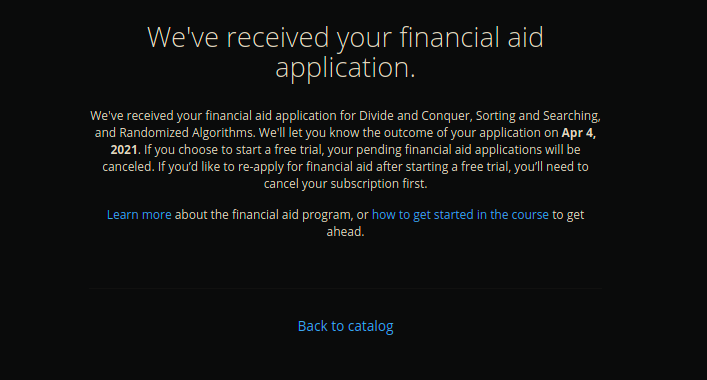 We've received your financial aid
application.
We've received your financial aid application for Divide and Conquer, Sorting and Searching,
and Randomized Algorithms. We'll let you know the outcome of your application on Apr 4,
2021. If you choose to start a free trial, your pending financial aid applications will be
canceled. If you'd like to re-apply for financial aid after starting a free trial, you'll need to
cancel your subscription first.
Learn more about the financial aid program, or how to get started in the course to get
ahead.
Back to catalog